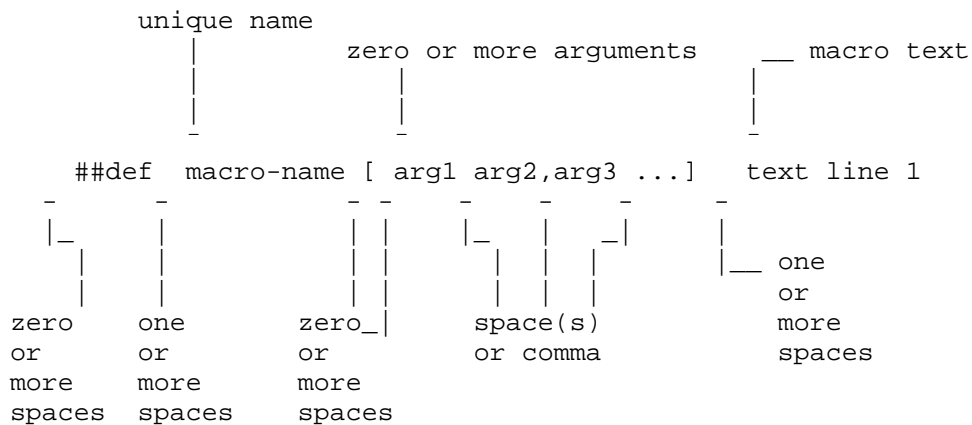 unique name
zero or more arguments __ macro text
##def macro-name [ arg1 arg2,arg3 ...] text line 1
one
or
zero one zero_ space(s) more
or or or or comma spaces
more more more
spaces spaces spaces